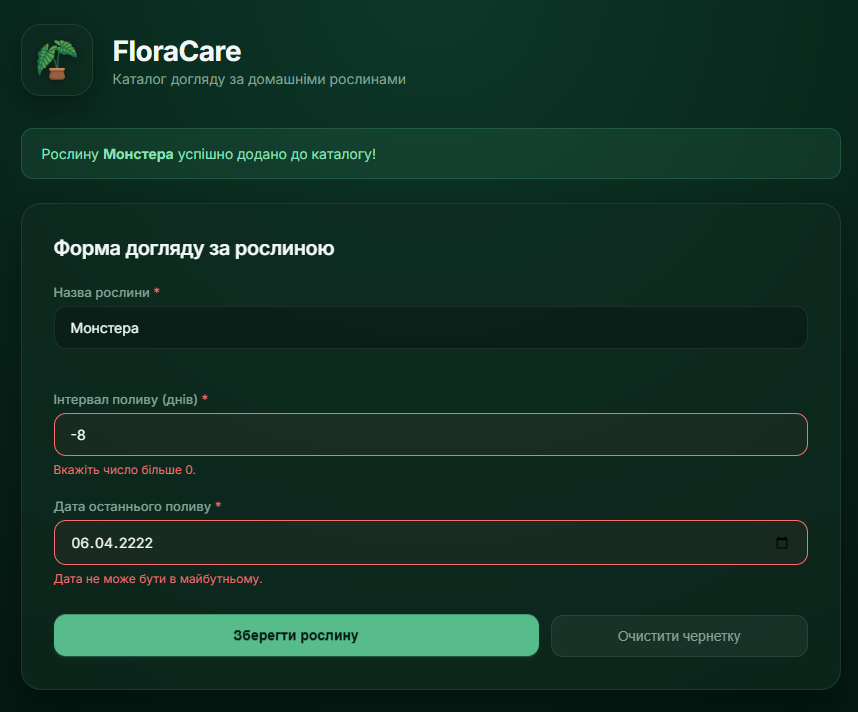 FloraCare
Каталог догляду за домашніми рослинами
Рослину Монстера успішно додано до каталогу!
Форма догляду за рослиною
Назва рослини *
Монстера
Інтервал поливу (днів) *
-8
Вкажіть число більше 0.
Дата останнього поливу *
06.04.2222
Дата не може бути в майбутньому.
Зберегти рослину
Очистити чернетку